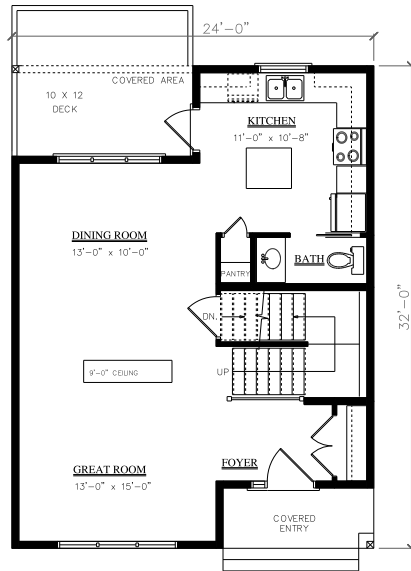 24'-0"
COVERED AREA
10 X 12
DECK
KITCHEN
11'-0" x 10'-8"
DINING ROOM
13'-0" x 10'-0"
BATH
PANTRY
DN.
32'-0"
UP
9'-0" CEILING
GREAT ROOM
13'-0" x 15'-0"
FOYER
COVERED
ENTRY